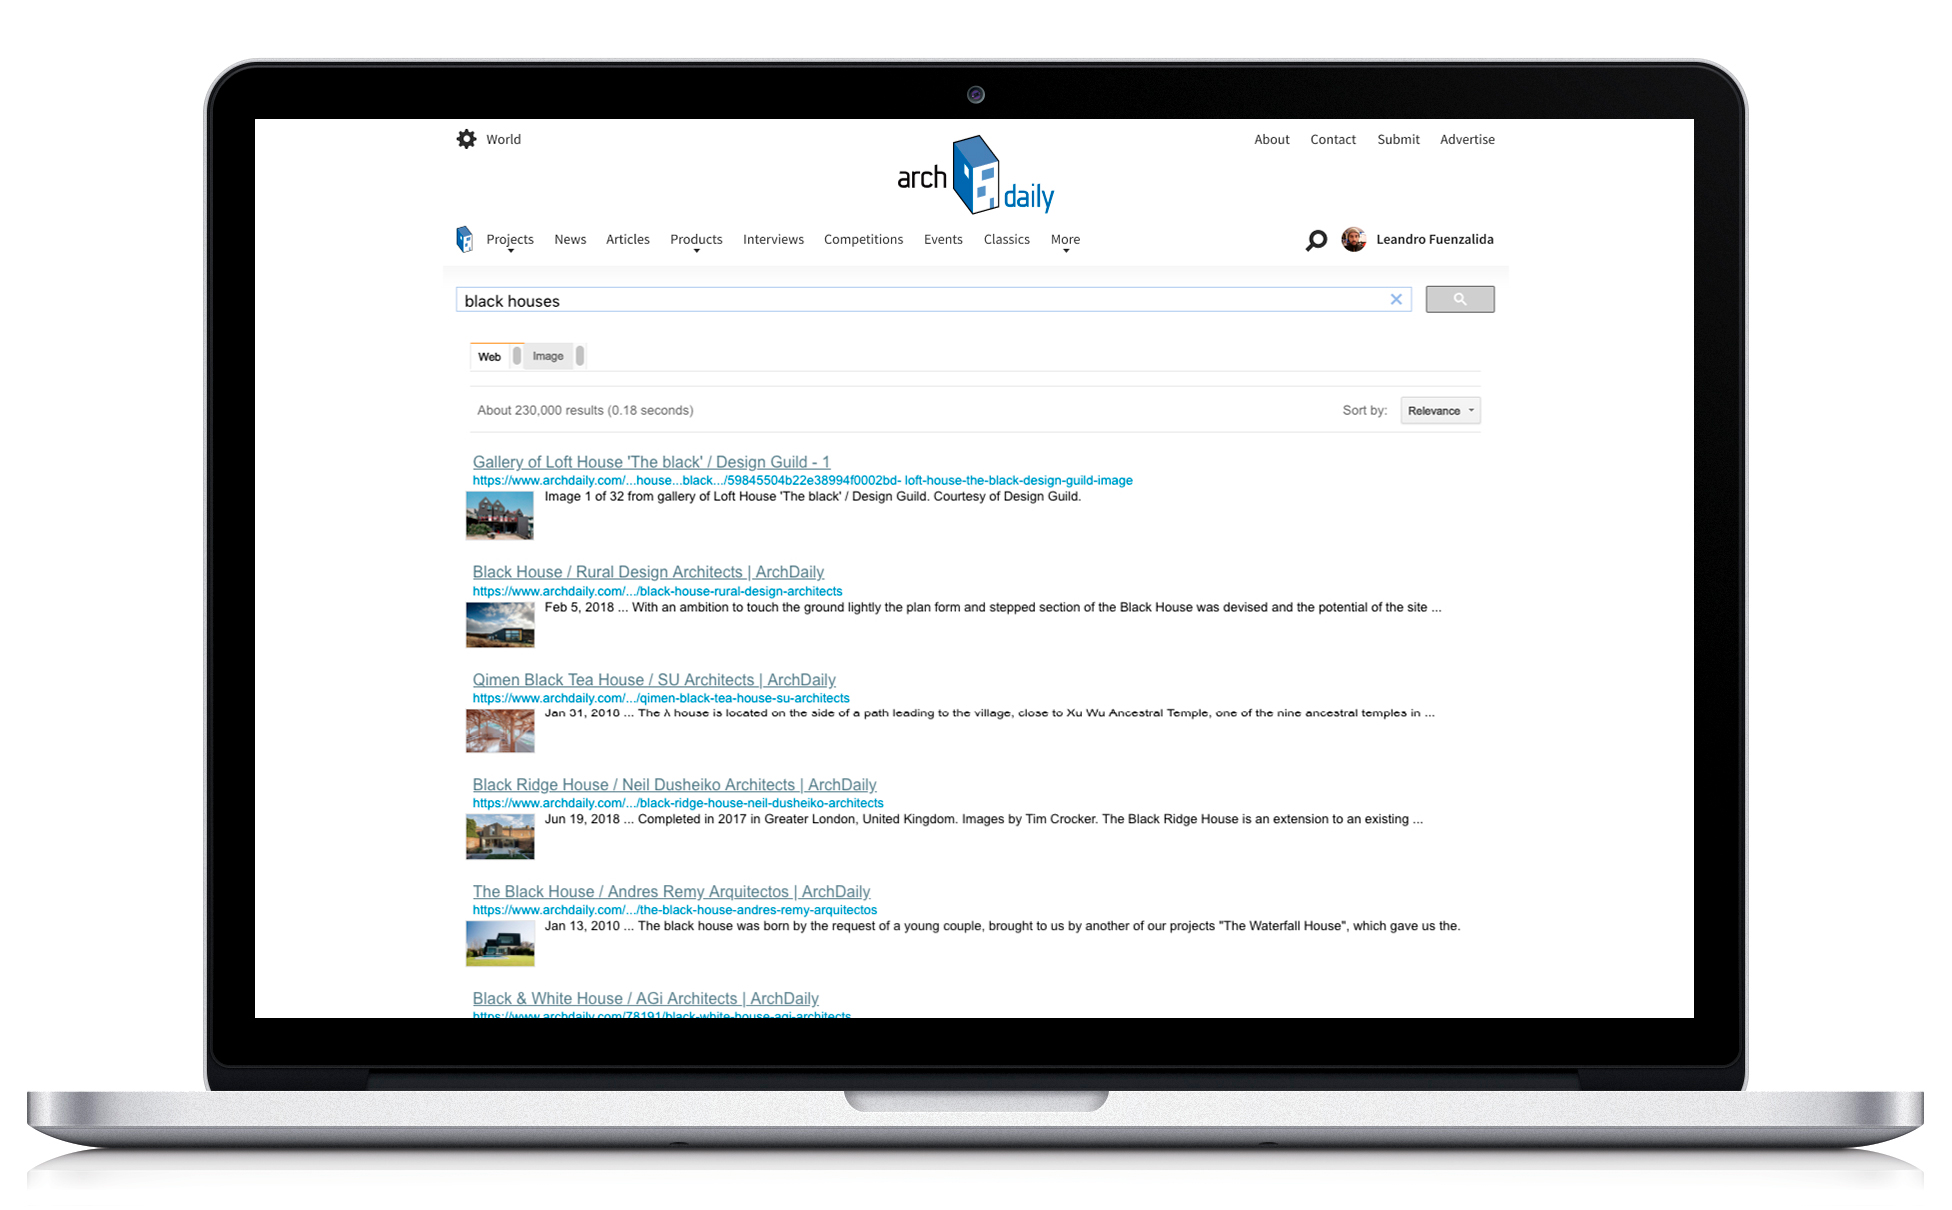 World
About Contact Submit Advertise
arch daily
Projects News Articles Products Interviews Competitions Events Classics More
Leandro Fuenzalida
black houses
Web Image
About 230,000 results (0.18 seconds)
Sort by: Relevance
Gallery of Loft House 'The black' / Design Guild - 1
https://www.archdaily.com/...house...black.../59845504b22e38994f0002bd- loft-house-the-black-design-guild-image
Image 1 of 32 from gallery of Loft House 'The black' / Design Guild. Courtesy of Design Guild.
Black House / Rural Design Architects | ArchDaily
https://www.archdaily.com/.../black-house-rural-design-architects
Feb 5, 2018 ... With an ambition to touch the ground lightly the plan form and stepped section of the Black House was devised and the potential of the site ...
Qimen Black Tea House / SU Architects | ArchDaily
https://www.archdaily.com/.../qimen-black-tea-house-su-architects
Jan 31, 2018 ... The λ house is located on the side of a path leading to the village, close to Xu Wu Ancestral Temple, one of the nine ancestral temples in ...
Black Ridge House / Neil Dusheiko Architects | ArchDaily
https://www.archdaily.com/.../black-ridge-house-neil-dusheiko-architects
Jun 19, 2018 ... Completed in 2017 in Greater London, United Kingdom. Images by Tim Crocker. The Black Ridge House is an extension to an existing ...
The Black House / Andres Remy Arquitectos | ArchDaily
https://www.archdaily.com/.../the-black-house-andres-remy-arquitectos
Jan 13, 2010 ... The black house was born by the request of a young couple, brought to us by another of our projects "The Waterfall House", which gave us the.
Black & White House / AGi Architects | ArchDaily
https://www.archdaily.com/78191/black-white-house-agi-architects